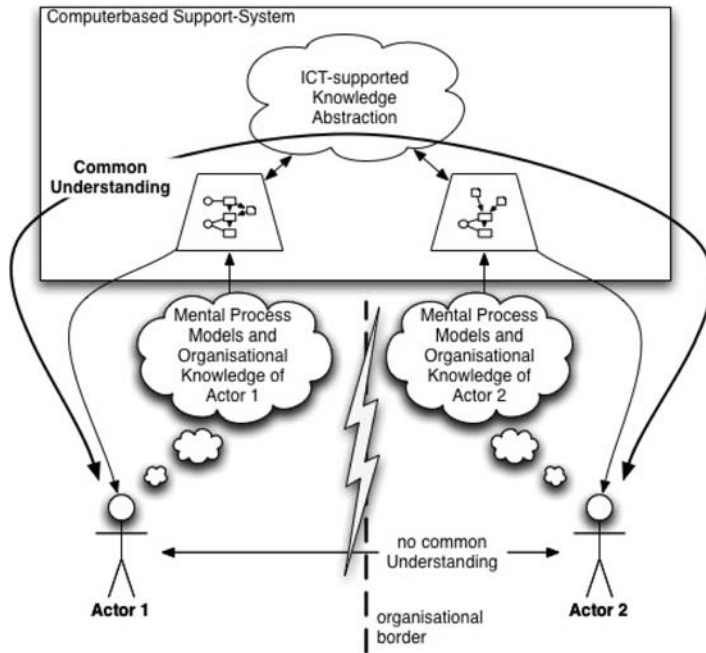 Computerbased Support-System
ICT-supported
Knowledge
Abstraction
Common
Understanding
Mental Process
Models and
Organisational
Knowledge of
Actor 1
Mental Process
Models and
Organisational
Knowledge of
Actor 2
no common
Understanding
Actor 1
Actor 2
organisational
border